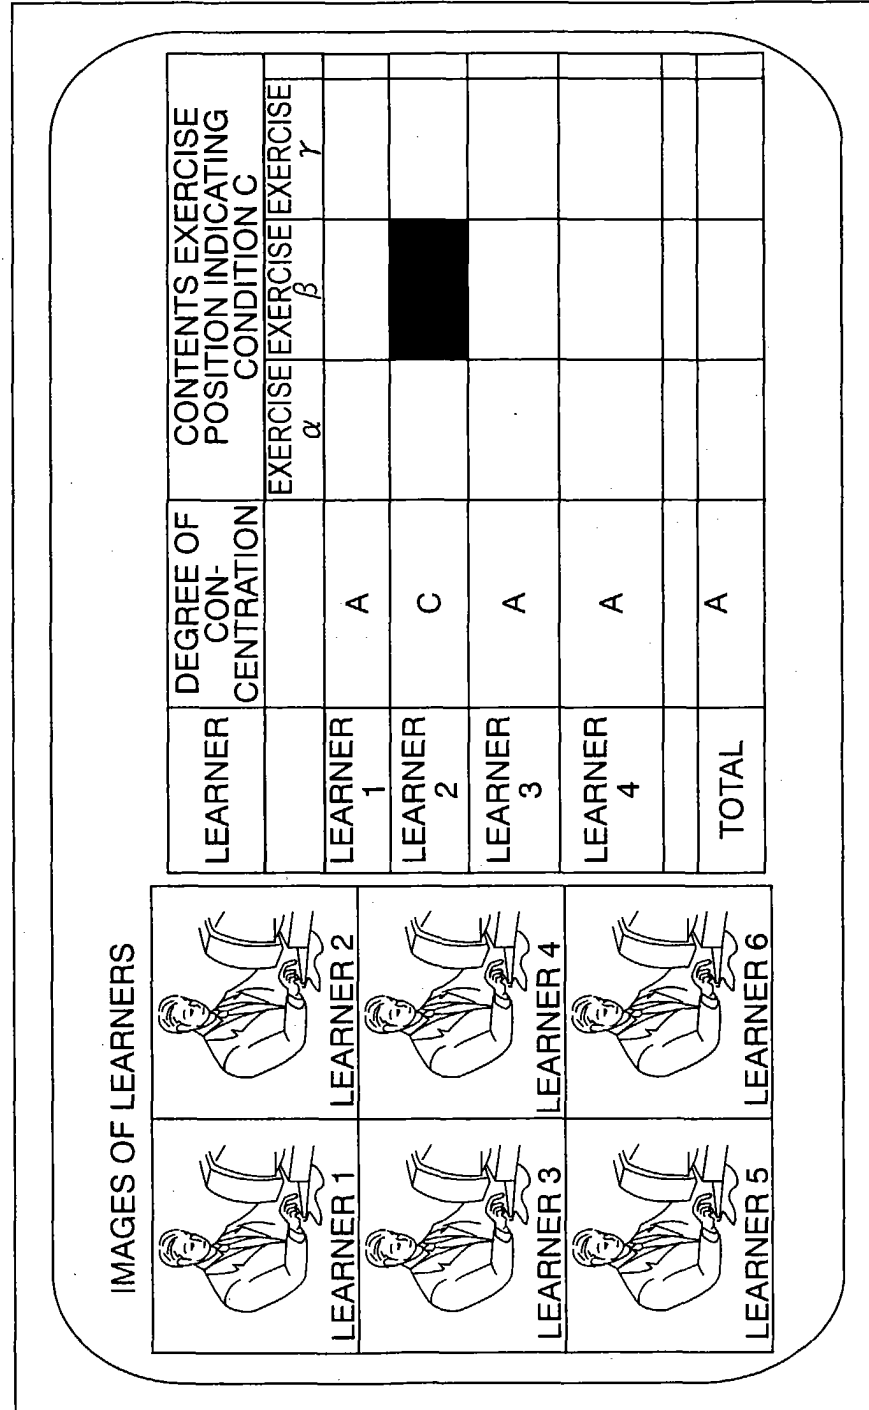 IMAGES OF LEARNERS
LEARNER 1
LEARNER 2
LEARNER 3
LEARNER 4
LEARNER 5
LEARNER 6
LEARNER
DEGREE OF
CON-
CENTRATION
CONTENTS EXERCISE
POSITION INDICATING
CONDITION C
EXERCISE
α
EXERCISE
β
EXERCISE
γ
LEARNER
1
A
LEARNER
2
C
LEARNER
3
A
LEARNER
4
A
TOTAL
A